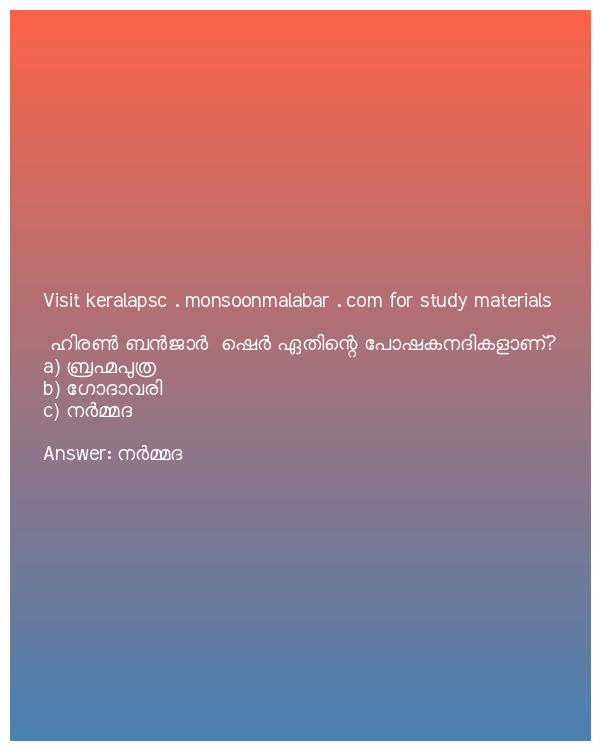 Visit keralapsc . monsoonmalabar . com for study materials
ഹിരൺ ബൻജാർ ഷെർ ഏതിന്റെ പോഷകനദികളാണ്?
a) ബ്രഹ്മപുത്ര
b) ഗോദാവരി
c) നർമ്മദ
Answer: നർമ്മദ